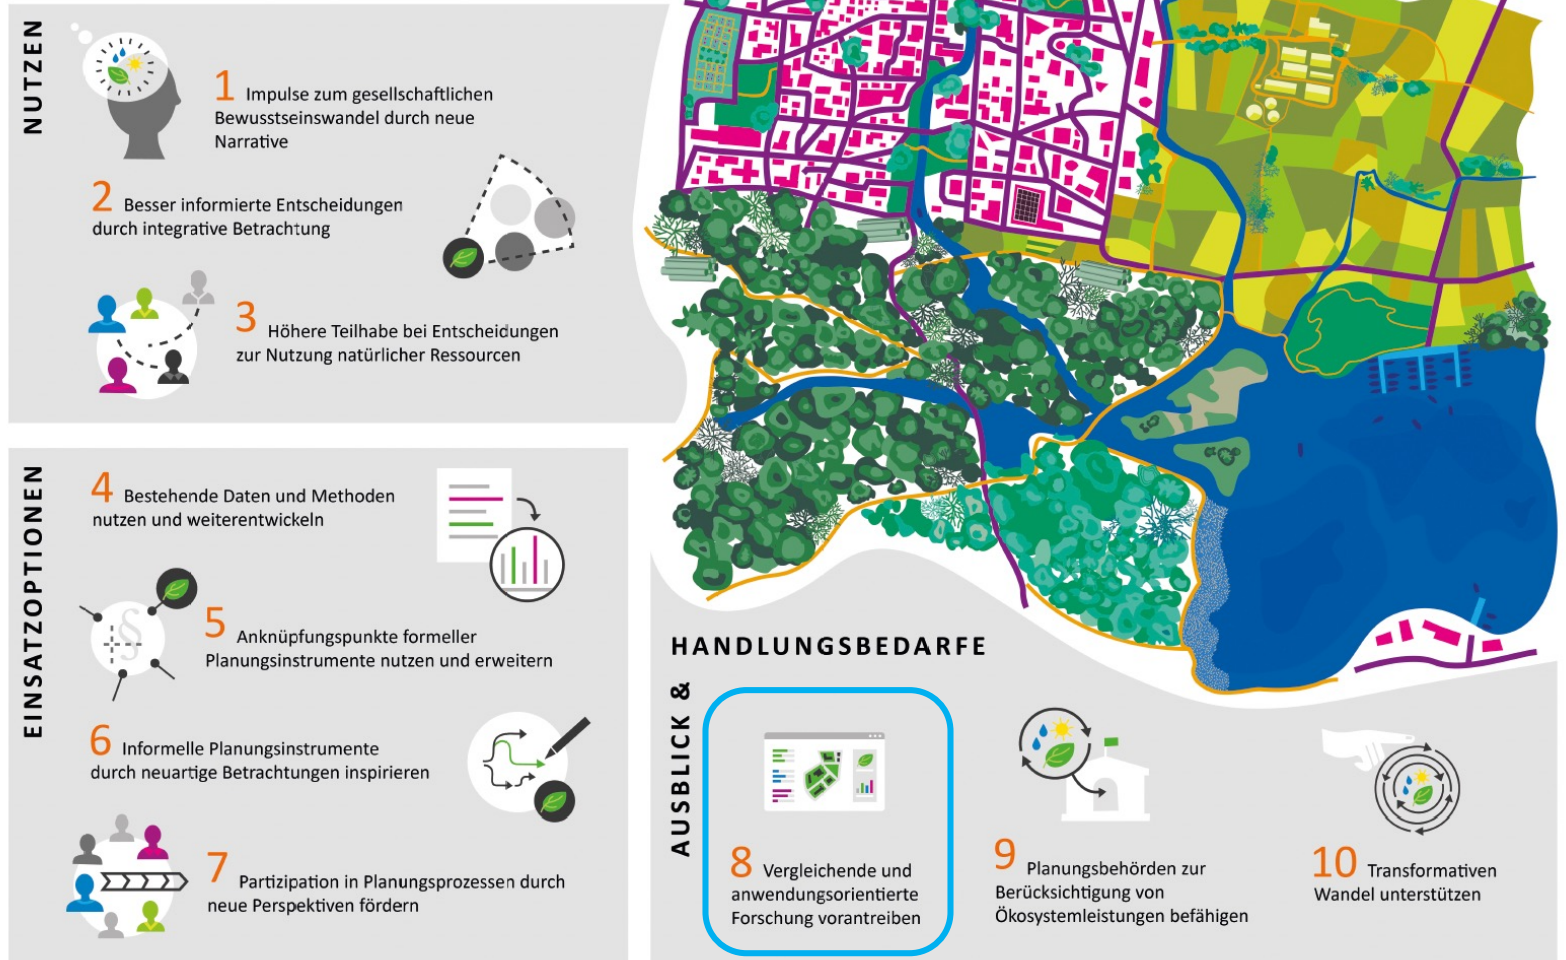 NUTZEN
1 Impulse zum gesellschaftlichen
Bewusstseinswandel durch neue
Narrative
2 Besser informierte Entscheidungen
durch integrative Betrachtung
3 Höhere Teilhabe bei Entscheidungen
zur Nutzung natürlicher Ressourcen
EINSATZOPTIONEN
4 Bestehende Daten und Methoden
nutzen und weiterentwickeln
§
5 Anknüpfungspunkte formeller
Planungsinstrumente nutzen und erweitern
6 Informelle Planungsinstrumente
durch neuartige Betrachtungen inspirieren
7 Partizipation in Planungsprozessen durch
neue Perspektiven fördern
AUSBLICK &
HANDLUNGSBEDARFE
8 Vergleichende und
anwendungsorientierte
Forschung vorantreiben
9 Planungsbehörden zur
Berücksichtigung von
Ökosystemleistungen befähigen
10 Transformativen
Wandel unterstützen